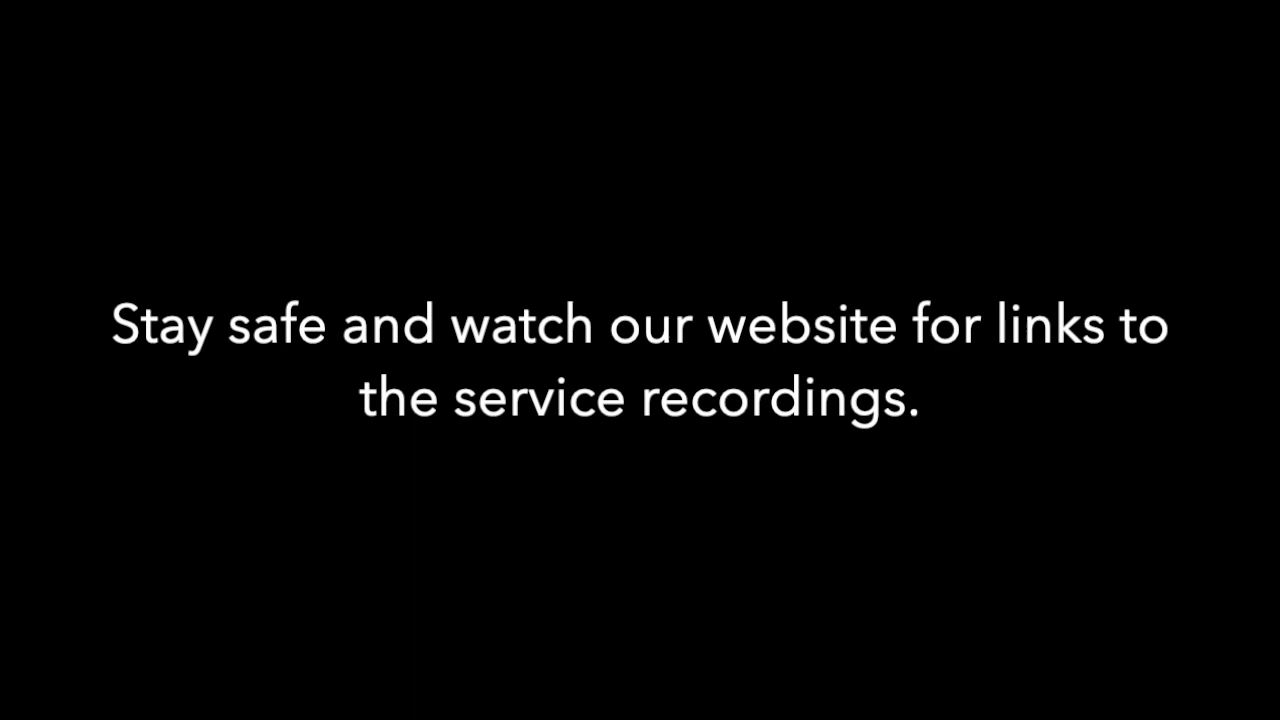 Stay safe and watch our website for links to
the service recordings.